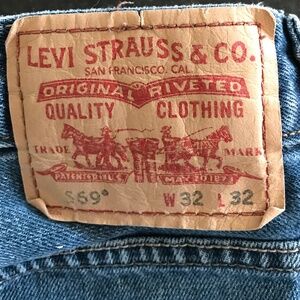 LEVI STRAUSS & CO.
SAN FRANCISCO, CAL.
ORIGINAL RIVETED
QUALITY CLOTHING
TRADE MARK
PATENTED U.S. MAY 20 1873
569° W 32 L 32